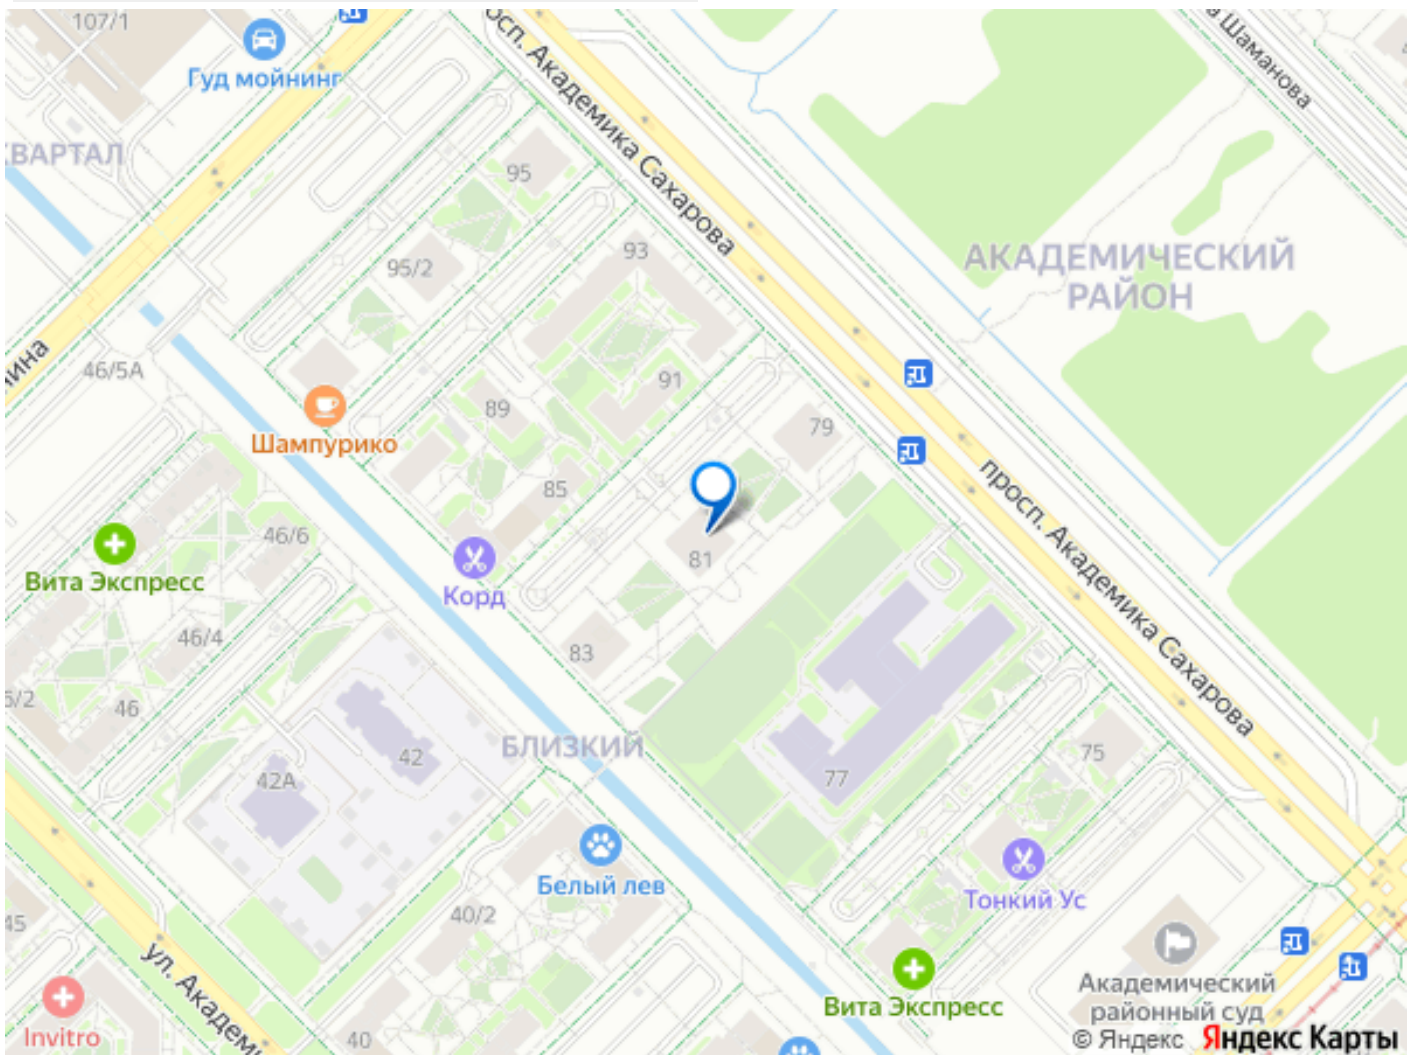 107/1
Гуд мойнинг
просп. Академика Сахарова
а Шаманова
КВАРТАЛ
95
АКАДЕМИЧЕСКИЙ
РАЙОН
93
95/2
46/5А
91
89
79
Шампурико
85
81
46/6
Вита Экспресс
Корд
просп. Академика Сахарова
46/4
83
46
БЛИЗКИЙ
42
42А
77
75
Белый лев
Тонкий Ус
40/2
45
ул. Академ
Академический
районный суд
Вита Экспресс
Invitro
40
© Яндекс Яндекс Карты